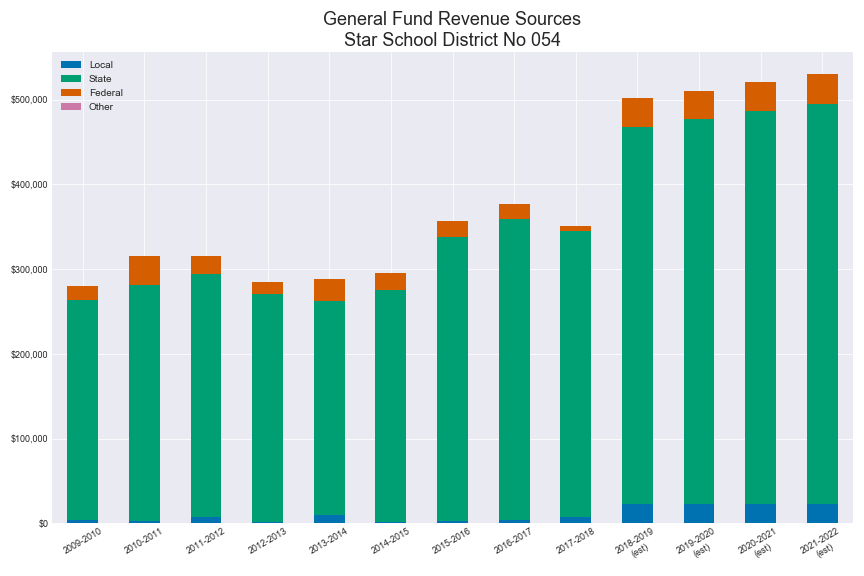 General Fund Revenue Sources
Star School District No 054
Local
State
Federal
Other
$500,000
$400,000
$300,000
$200,000
$100,000
$0
2009-2010
2010-2011
2011-2012
2012-2013
2013-2014
2014-2015
2015-2016
2016-2017
2017-2018
2018-2019
(est)
2019-2020
(est)
2020-2021
(est)
2021-2022
(est)